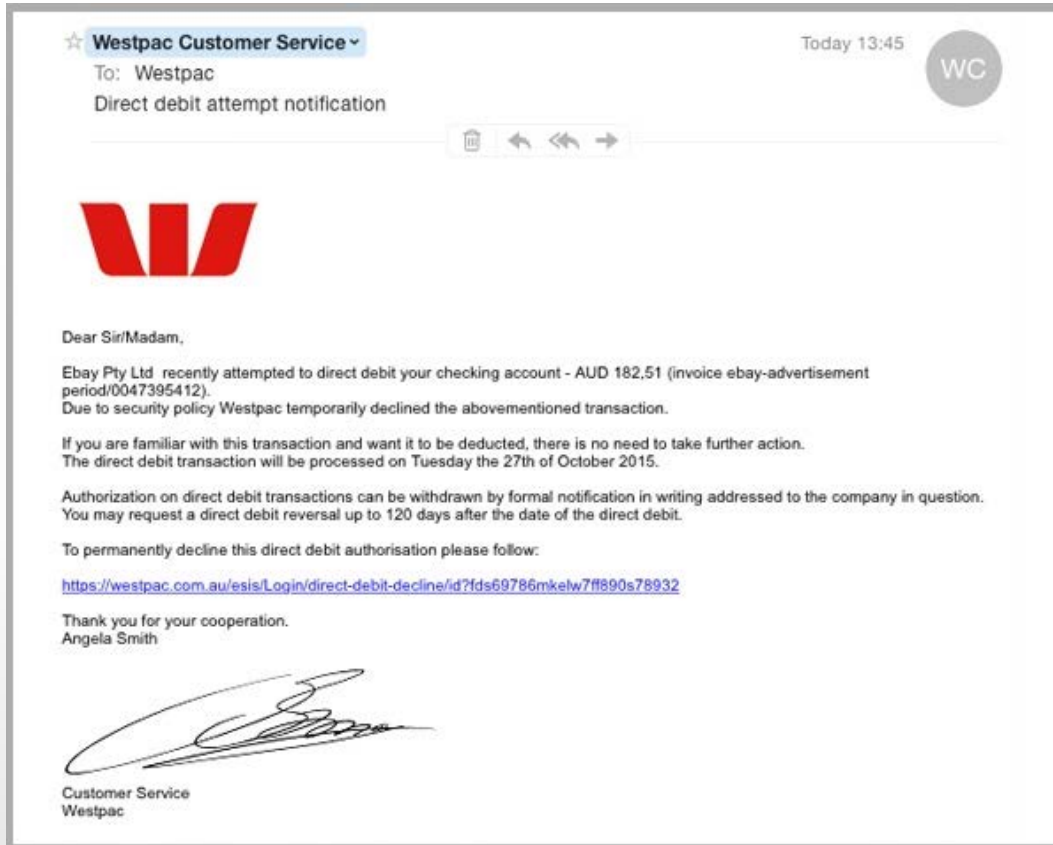 Westpac Customer Service
Today 13:45
WC
To: Westpac
Direct debit attempt notification
Dear Sir/Madam,
Ebay Pty Ltd  recently attempted to direct debit your checking account - AUD 182,51 (invoice ebay-advertisement
period/0047395412).
Due to security policy Westpac temporarily declined the abovementioned transaction.
If you are familiar with this transaction and want it to be deducted, there is no need to take further action.
The direct debit transaction will be processed on Tuesday the 27th of October 2015.
Authorization on direct debit transactions can be withdrawn by formal notification in writing addressed to the company in question.
You may request a direct debit reversal up to 120 days after the date of the direct debit.
To permanently decline this direct debit authorisation please follow:
https://westpac.com.au/esis/Login/direct-debit-decline/id?fds69786mkelw7ff890s78932
Thank you for your cooperation.
Angela Smith
Customer Service
Westpac